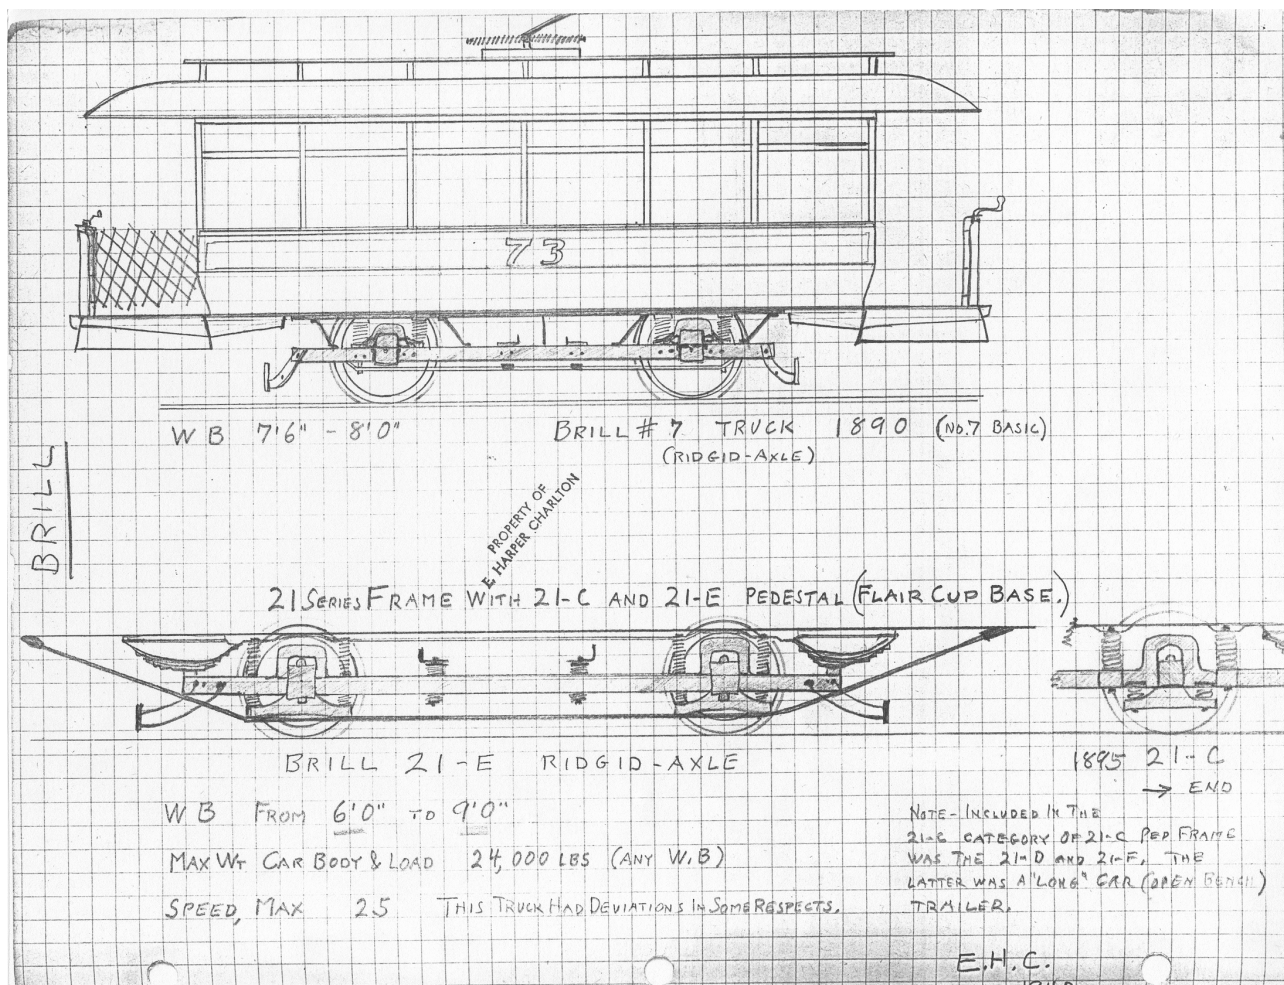 73
WB 7'6" - 8'0"
BRILL # 7 TRUCK 1890 (NO.7 BASIC)
(RIDGID-AXLE)
BRILL
PROPERTY OF
E. HARPER CHARLTON
21 SERIES FRAME WITH 21-C AND 21-E PEDESTAL (FLAIR CUP BASE.)
BRILL 21-E RIDGID-AXLE
1895 21-C
→ END
WB FROM 6'0" TO 9'0"
MAX WT CAR BODY & LOAD 24,000 LBS (ANY W.B)
SPEED, MAX 25 THIS TRUCK HAD DEVIATIONS IN SOME RESPECTS.
NOTE- INCLUDED IN THE
21-C CATEGORY OF 21-C PED FRAME
WAS THE 21-D AND 21-F, THE
LATTER WAS A "LONG" CAR (OPEN BENCH)
TRAILER.
E.H.C.